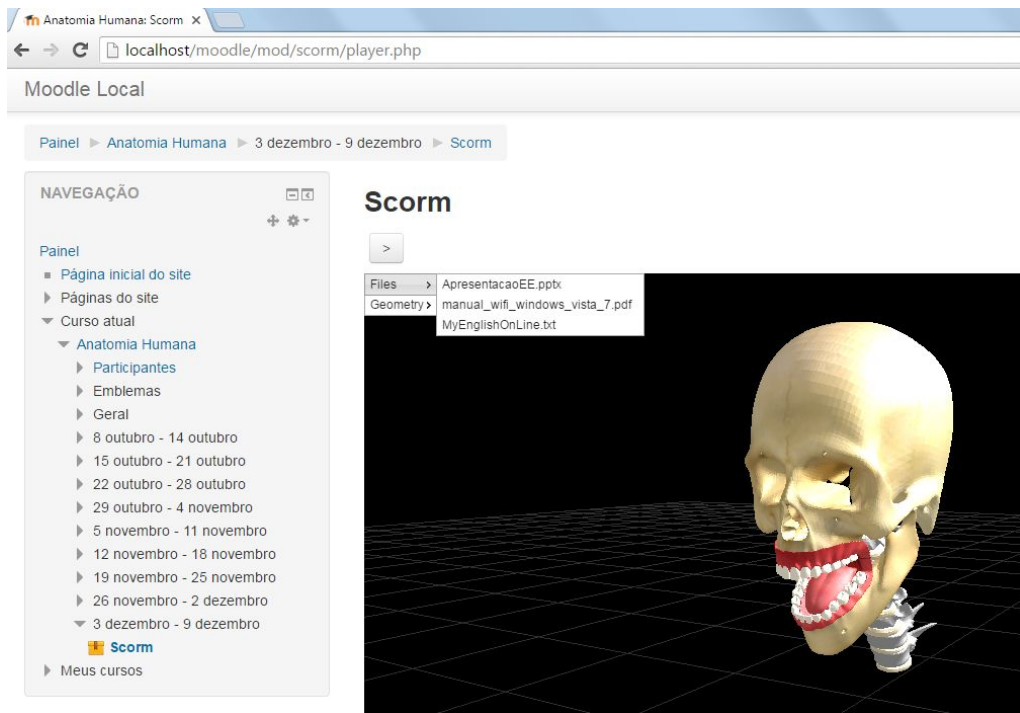 Anatomia Humana: Scorm
localhost/moodle/mod/scorm/player.php
Moodle Local
Painel ▶ Anatomia Humana ▶ 3 dezembro - 9 dezembro ▶ Scorm
NAVEGAÇÃO
Painel
Página inicial do site
Páginas do site
Curso atual
Anatomia Humana
Participantes
Emblemas
Geral
8 outubro - 14 outubro
15 outubro - 21 outubro
22 outubro - 28 outubro
29 outubro - 4 novembro
5 novembro - 11 novembro
12 novembro - 18 novembro
19 novembro - 25 novembro
26 novembro - 2 dezembro
3 dezembro - 9 dezembro
Scorm
Meus cursos
Scorm
>
Files > ApresentacaoEE.pptx
Geometry > manual_wifi_windows_vista_7.pdf
MyEnglishOnLine.txt